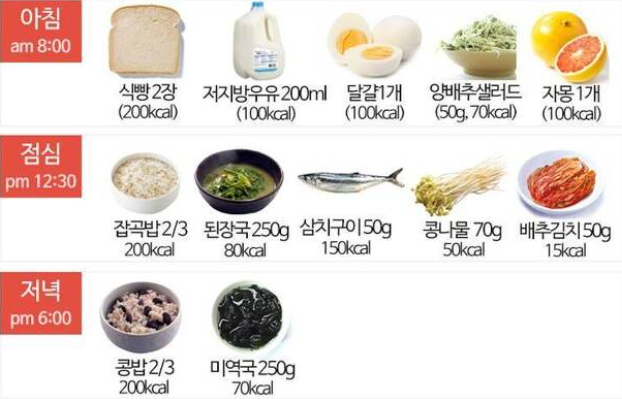 아침
am 8:00
식빵 2장
(200kcal)
저지방우유 200ml
(100kcal)
달걀1개
(100kcal)
양배추샐러드
(50g, 70kcal)
자몽 1개
(100kcal)
점심
pm 12:30
잡곡밥 2/3
200kcal
된장국 250g
80kcal
삼치구이 50g
150kcal
콩나물 70g
50kcal
배추김치 50g
15kcal
저녁
pm 6:00
콩밥 2/3
200kcal
미역국 250g
70kcal